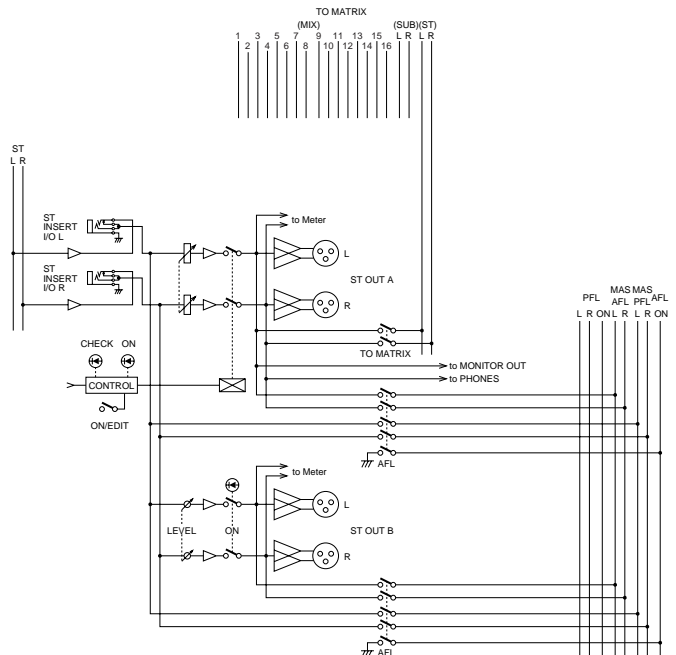 TO MATRIX
(MIX) (SUB)(ST)
1 3 5 7 9 11 13 15 L R L R
2 4 6 8 10 12 14 16
ST
L R
ST
INSERT
I/O L
to Meter
L
ST OUT A
ST
INSERT
I/O R
R
MAS MAS
PFL AFL PFL AFL
L R ON L R L R ON
TO MATRIX
CHECK ON
to MONITOR OUT
to PHONES
CONTROL
ON/EDIT
AFL
to Meter
L
LEVEL ON ST OUT B
R
AFL